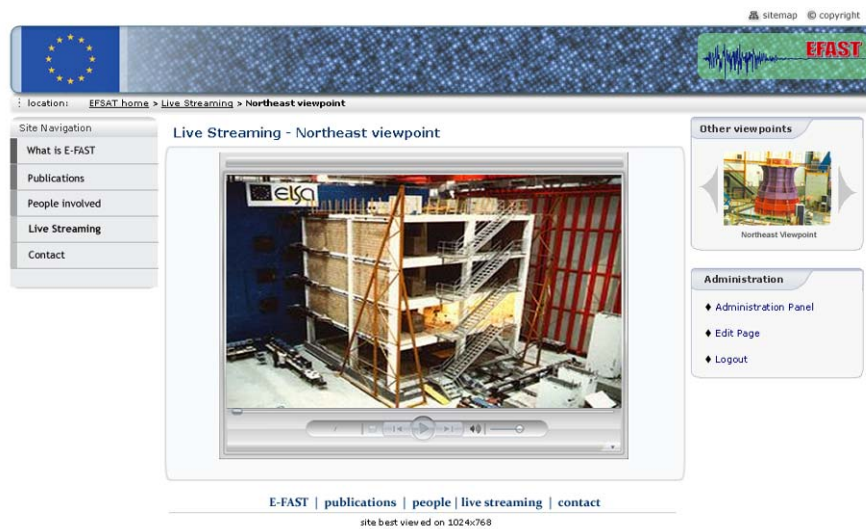 sitemap © copyright
EFAST
location: EFSAT home > Live Streaming > Northeast viewpoint
Site Navigation
What is E-FAST
Publications
People involved
Live Streaming
Contact
Live Streaming - Northeast viewpoint
elsa
Other viewpoints
Northeast Viewpoint
Administration
Administration Panel
Edit Page
Logout
E-FAST | publications | people | live streaming | contact
site best viewed on 1024x768